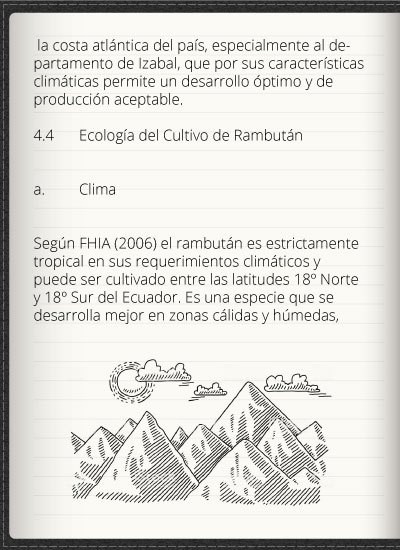 la costa atlántica del país, especialmente al de-
partamento de Izabal, que por sus características
climáticas permite un desarrollo óptimo y de
producción aceptable.
4.4 Ecología del Cultivo de Rambután
a. Clima
Según FHIA (2006) el rambután es estrictamente
tropical en sus requerimientos climáticos y
puede ser cultivado entre las latitudes 18º Norte
y 18º Sur del Ecuador. Es una especie que se
desarrolla mejor en zonas cálidas y húmedas,